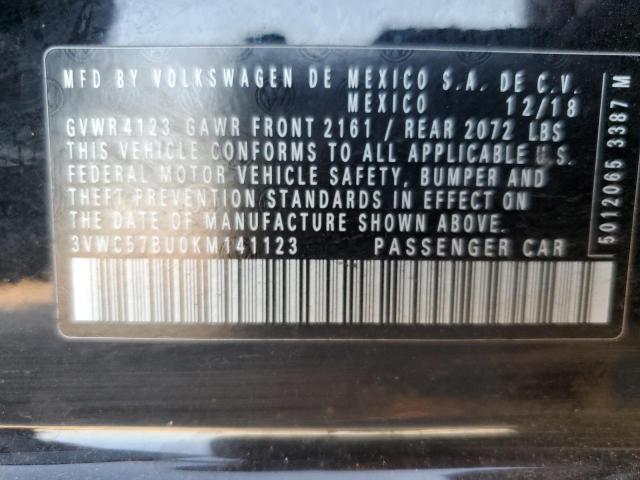 MFD BY VOLKSWAGEN DE MEXICO S.A. DE C.V.
MEXICO 12/18
GVWR 4123 GAWR FRONT 2161 / REAR 2072 LBS
THIS VEHICLE CONFORMS TO ALL APPLICABLE U.S.
FEDERAL MOTOR VEHICLE SAFETY, BUMPER AND
THEFT PREVENTION STANDARDS IN EFFECT ON
THE DATE OF MANUFACTURE SHOWN ABOVE.
3VWC57BU0KM141123 PASSENGER CAR
5012065 3387 M